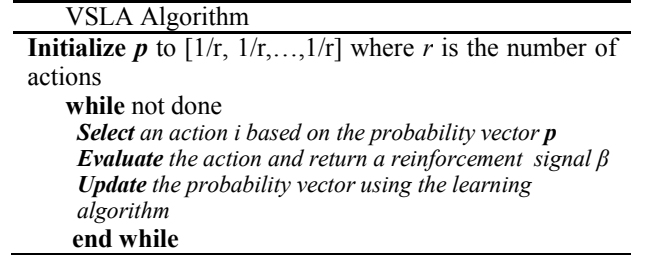 VSLA Algorithm
Initialize p to [1/r, 1/r,…,1/r] where r is the number of
actions
while not done
Select an action i based on the probability vector p
Evaluate the action and return a reinforcement signal β
Update the probability vector using the learning
algorithm
end while